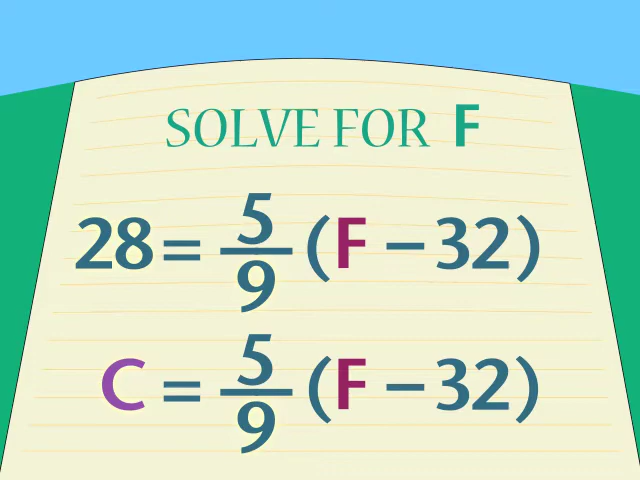 SOLVE FOR F
28 = 5/9 (F − 32)
C = 5/9 (F − 32)